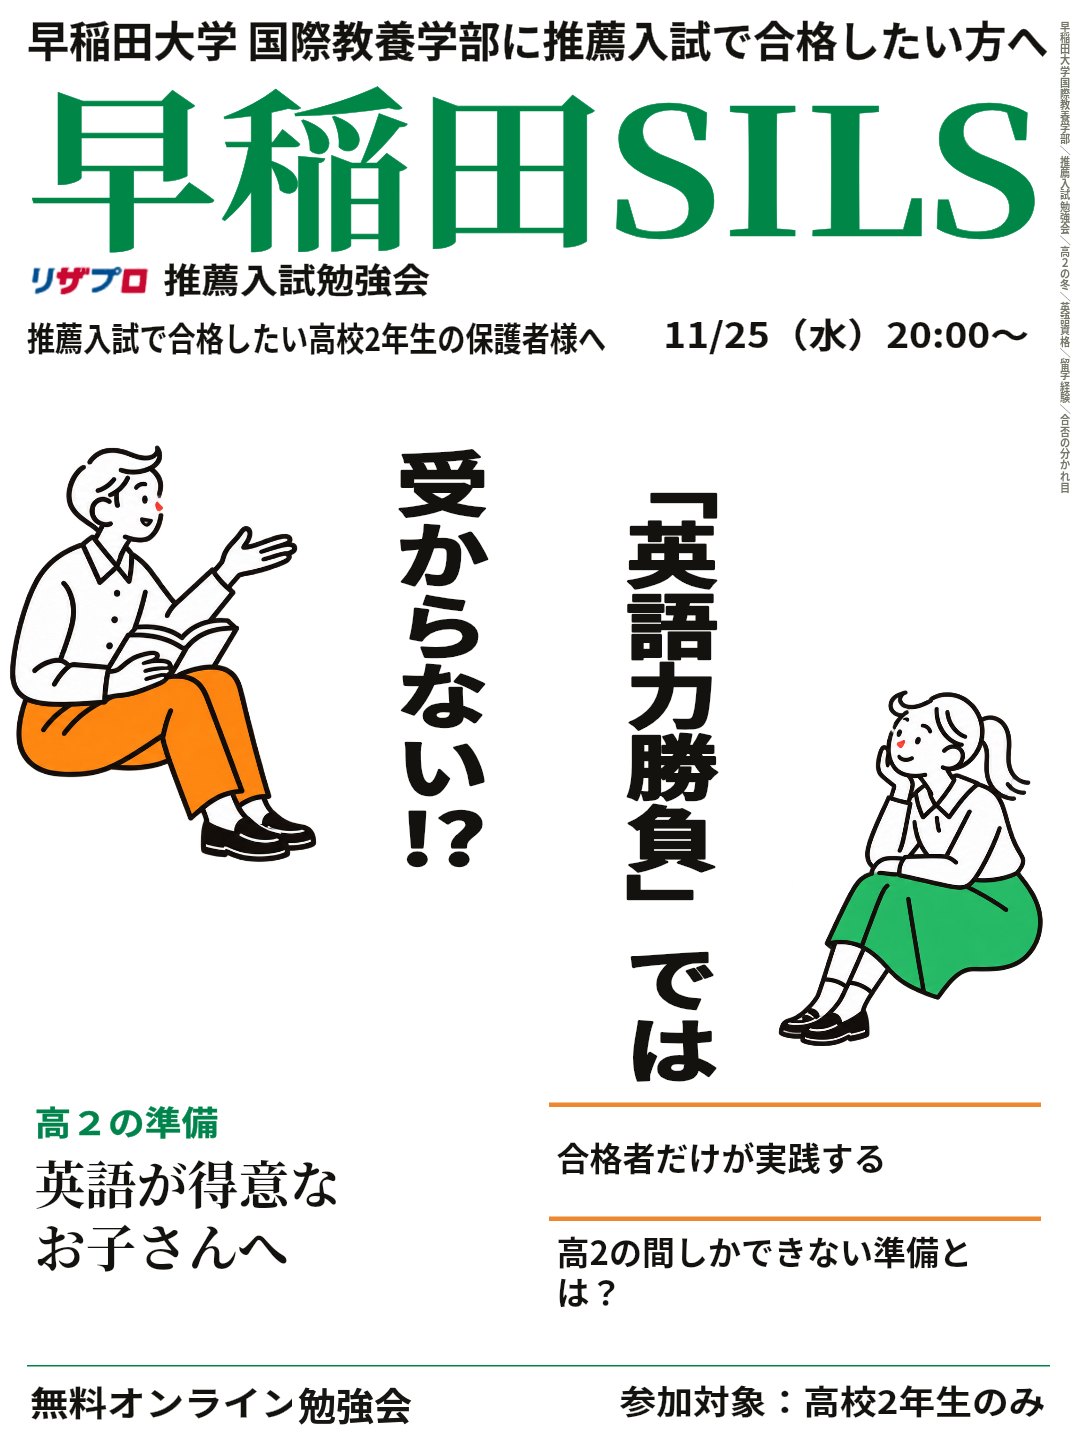 早稲田大学 国際教養学部に推薦入試で合格したい方へ
早稲田SILS
リザプロ 推薦入試勉強会
推薦入試で合格したい高校2年生の保護者様へ
11/25（水）20:00～
早稲田大学国際教養学部／推薦入試勉強会／高２の冬／英語資格／留学経験／合否の分かれ目
「英語力勝負」では
受からない!?
高２の準備
英語が得意な
お子さんへ
合格者だけが実践する
高2の間しかできない準備と
は？
無料オンライン勉強会
参加対象：高校2年生のみ